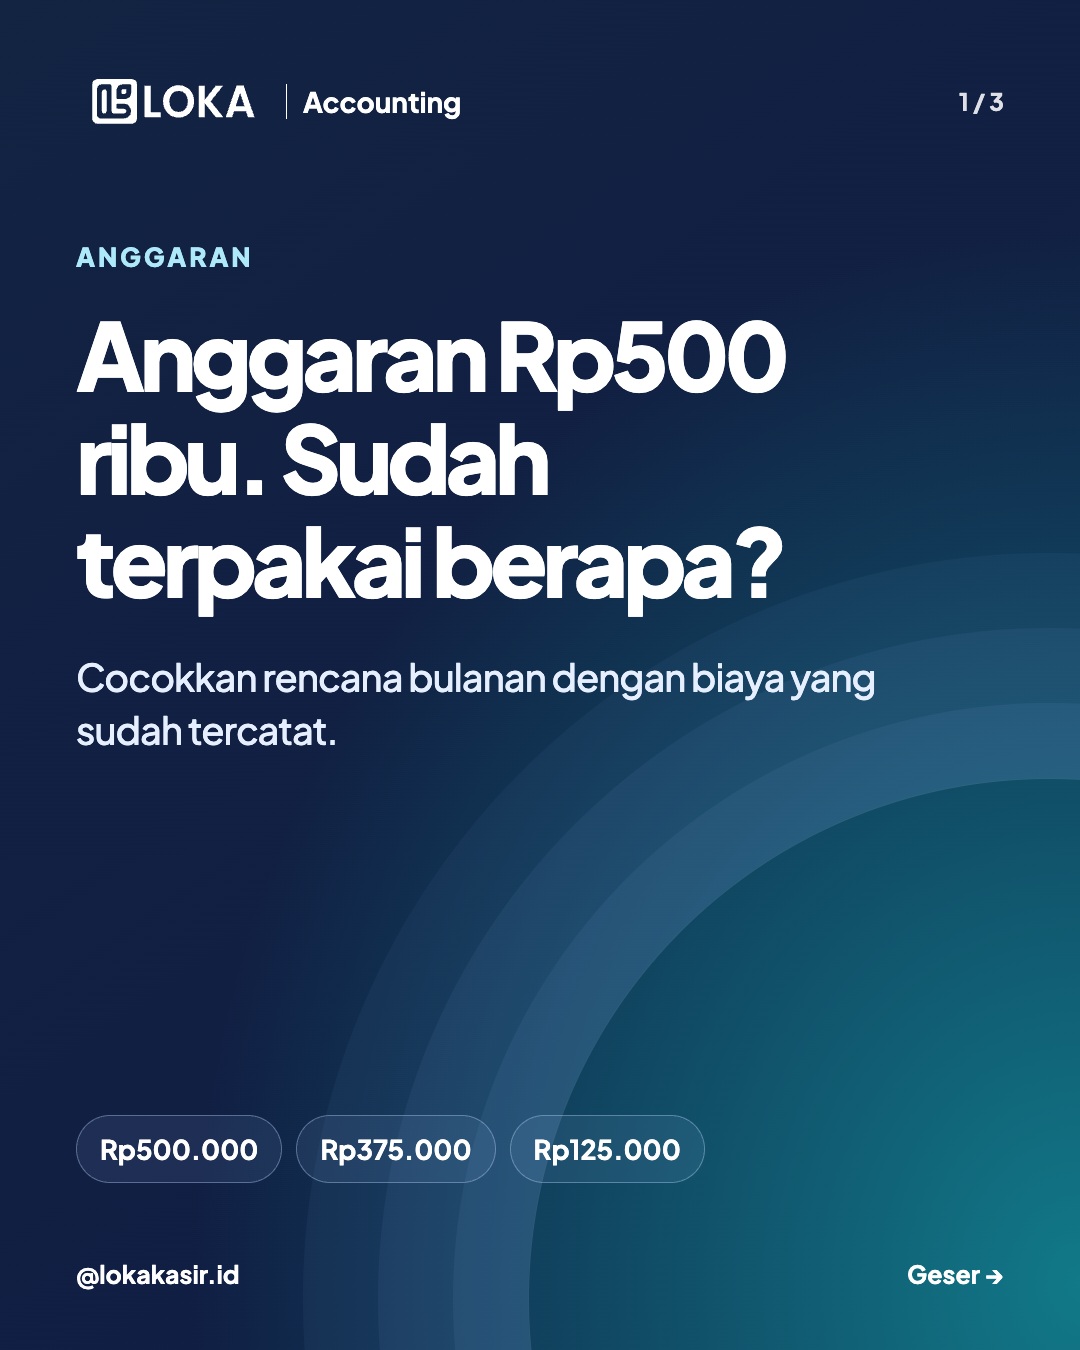 LOKA | Accounting
1 / 3
ANGGARAN
Anggaran Rp500
ribu. Sudah
terpakai berapa?
Cocokkan rencana bulanan dengan biaya yang
sudah tercatat.
Rp500.000 Rp375.000 Rp125.000
@lokakasir.id
Geser →